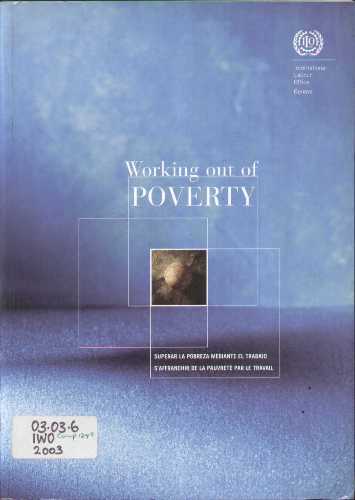 ILO
International
Labour
Office
Geneva
Working out of
POVERTY
SUPERAR LA POBREZA MEDIANTE EL TRABAJO
S'AFFRANCHIR DE LA PAUVRETÉ PAR LE TRAVAIL
03.03.6
IWO
2003